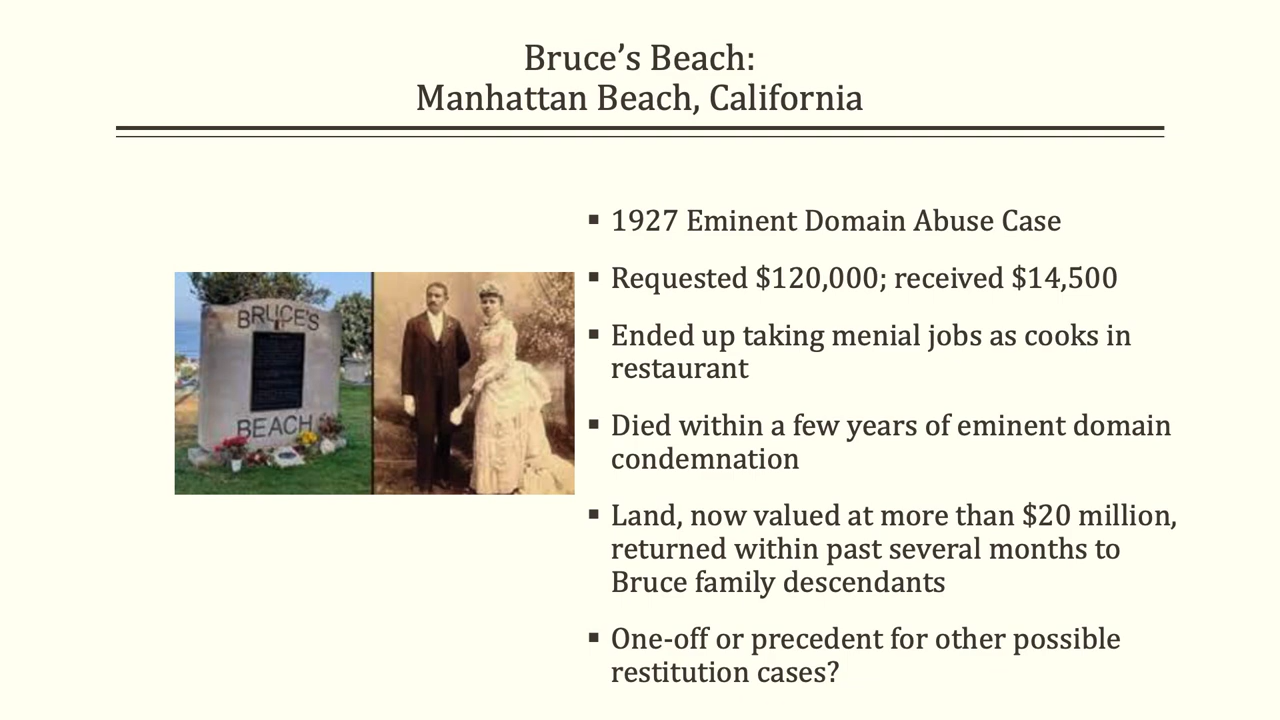 Bruce’s Beach:
Manhattan Beach, California
▪ 1927 Eminent Domain Abuse Case
▪ Requested $120,000; received $14,500
▪ Ended up taking menial jobs as cooks in
restaurant
▪ Died within a few years of eminent domain
condemnation
▪ Land, now valued at more than $20 million,
returned within past several months to
Bruce family descendants
▪ One-off or precedent for other possible
restitution cases?
BRUCE’S
BEACH